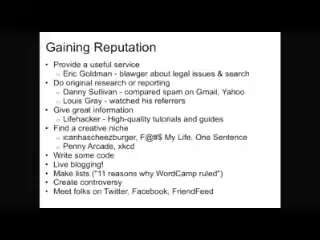 Gaining Reputation
• Provide a useful service
o Eric Goldman - blawger about legal issues & search
• Do original research or reporting
o Danny Sullivan - compared spam on Gmail, Yahoo
o Louis Gray - watched his referrers
• Give great information
o Lifehacker - High-quality tutorials and guides
• Find a creative niche
o icanhascheezburger, F@#$ My Life, One Sentence
o Penny Arcade, xkcd
• Write some code
• Live blogging!
• Make lists ("11 reasons why WordCamp ruled")
• Create controversy
• Meet folks on Twitter, Facebook, FriendFeed